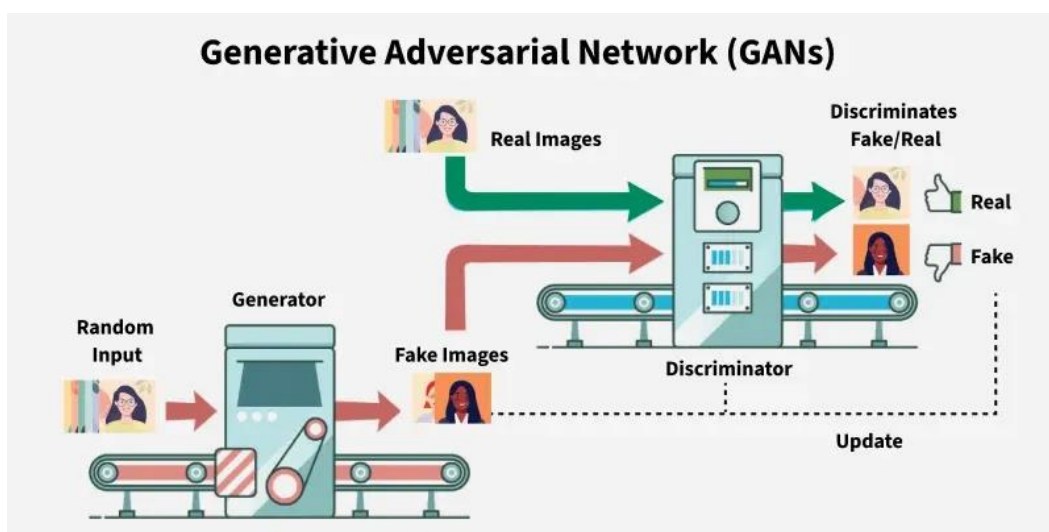 Generative Adversarial Network (GANs)
Real Images
Discriminates
Fake/Real
Real
Fake
Generator
Random
Input
Fake Images
Discriminator
Update